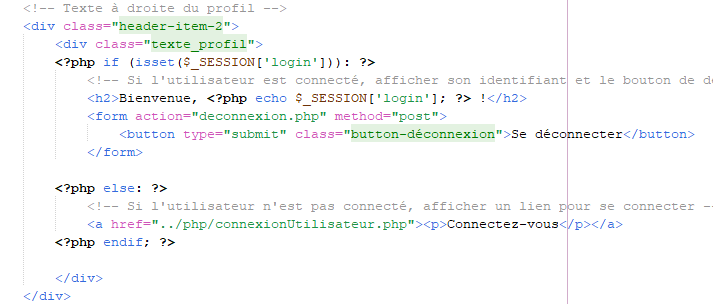 <!-- Texte à droite du profil -->
<div class="header-item-2">
<div class="texte_profil">
<?php if (isset($_SESSION['login'])): ?>
<!-- Si l'utilisateur est connecté, afficher son identifiant et le bouton de dé
<h2>Bienvenue, <?php echo $_SESSION['login']; ?> !</h2>
<form action="deconnexion.php" method="post">
<button type="submit" class="button-déconnexion">Se déconnecter</button>
</form>
<?php else: ?>
<!-- Si l'utilisateur n'est pas connecté, afficher un lien pour se connecter -
<a href="../php/connexionUtilisateur.php"><p>Connectez-vous</p></a>
<?php endif; ?>
</div>
</div>